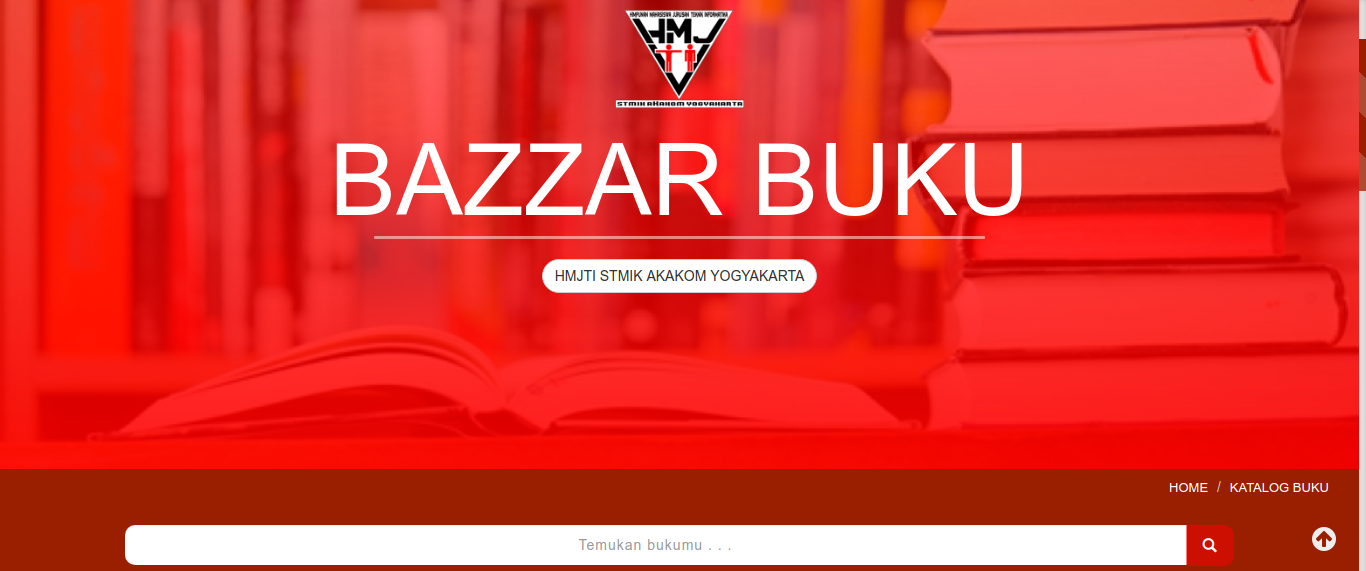 HIMPUNAN MAHASISWA JURUSAN TEKNIK INFORMATIKA
HMJ
TI
STMIK AKAKOM YOGYAKARTA
BAZZAR BUKU
HMJTI STMIK AKAKOM YOGYAKARTA
HOME / KATALOG BUKU
Temukan bukumu . . .